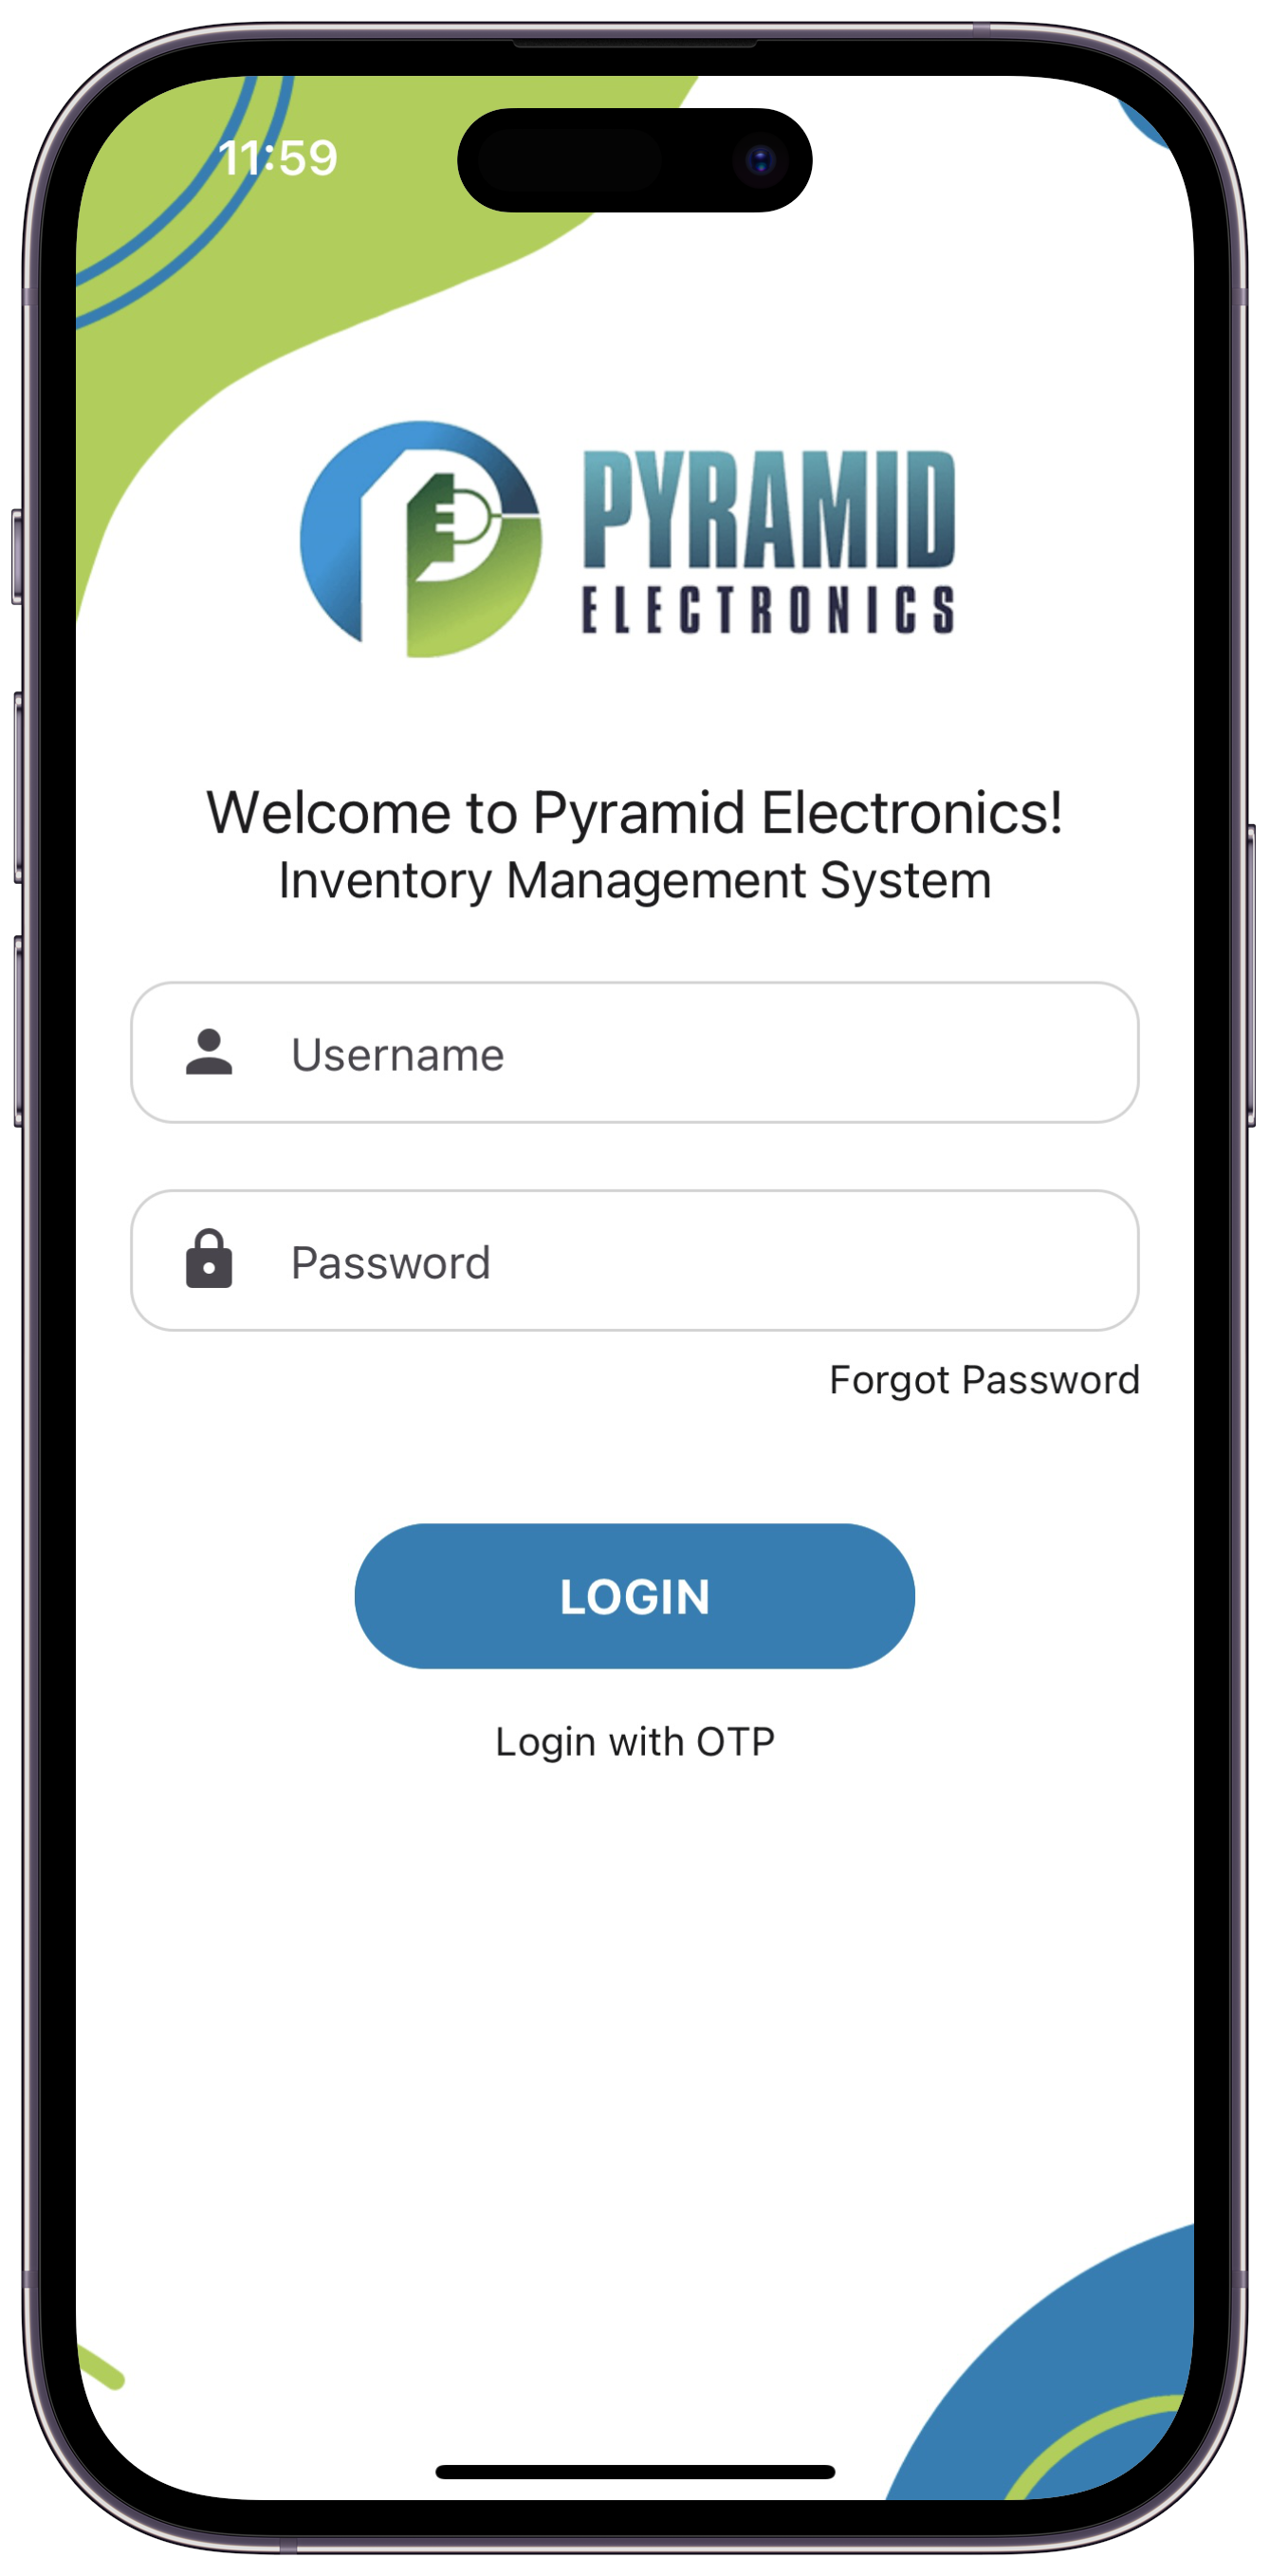 11:59
PYRAMID
ELECTRONICS
Welcome to Pyramid Electronics!
Inventory Management System
Username
Password
Forgot Password
LOGIN
Login with OTP